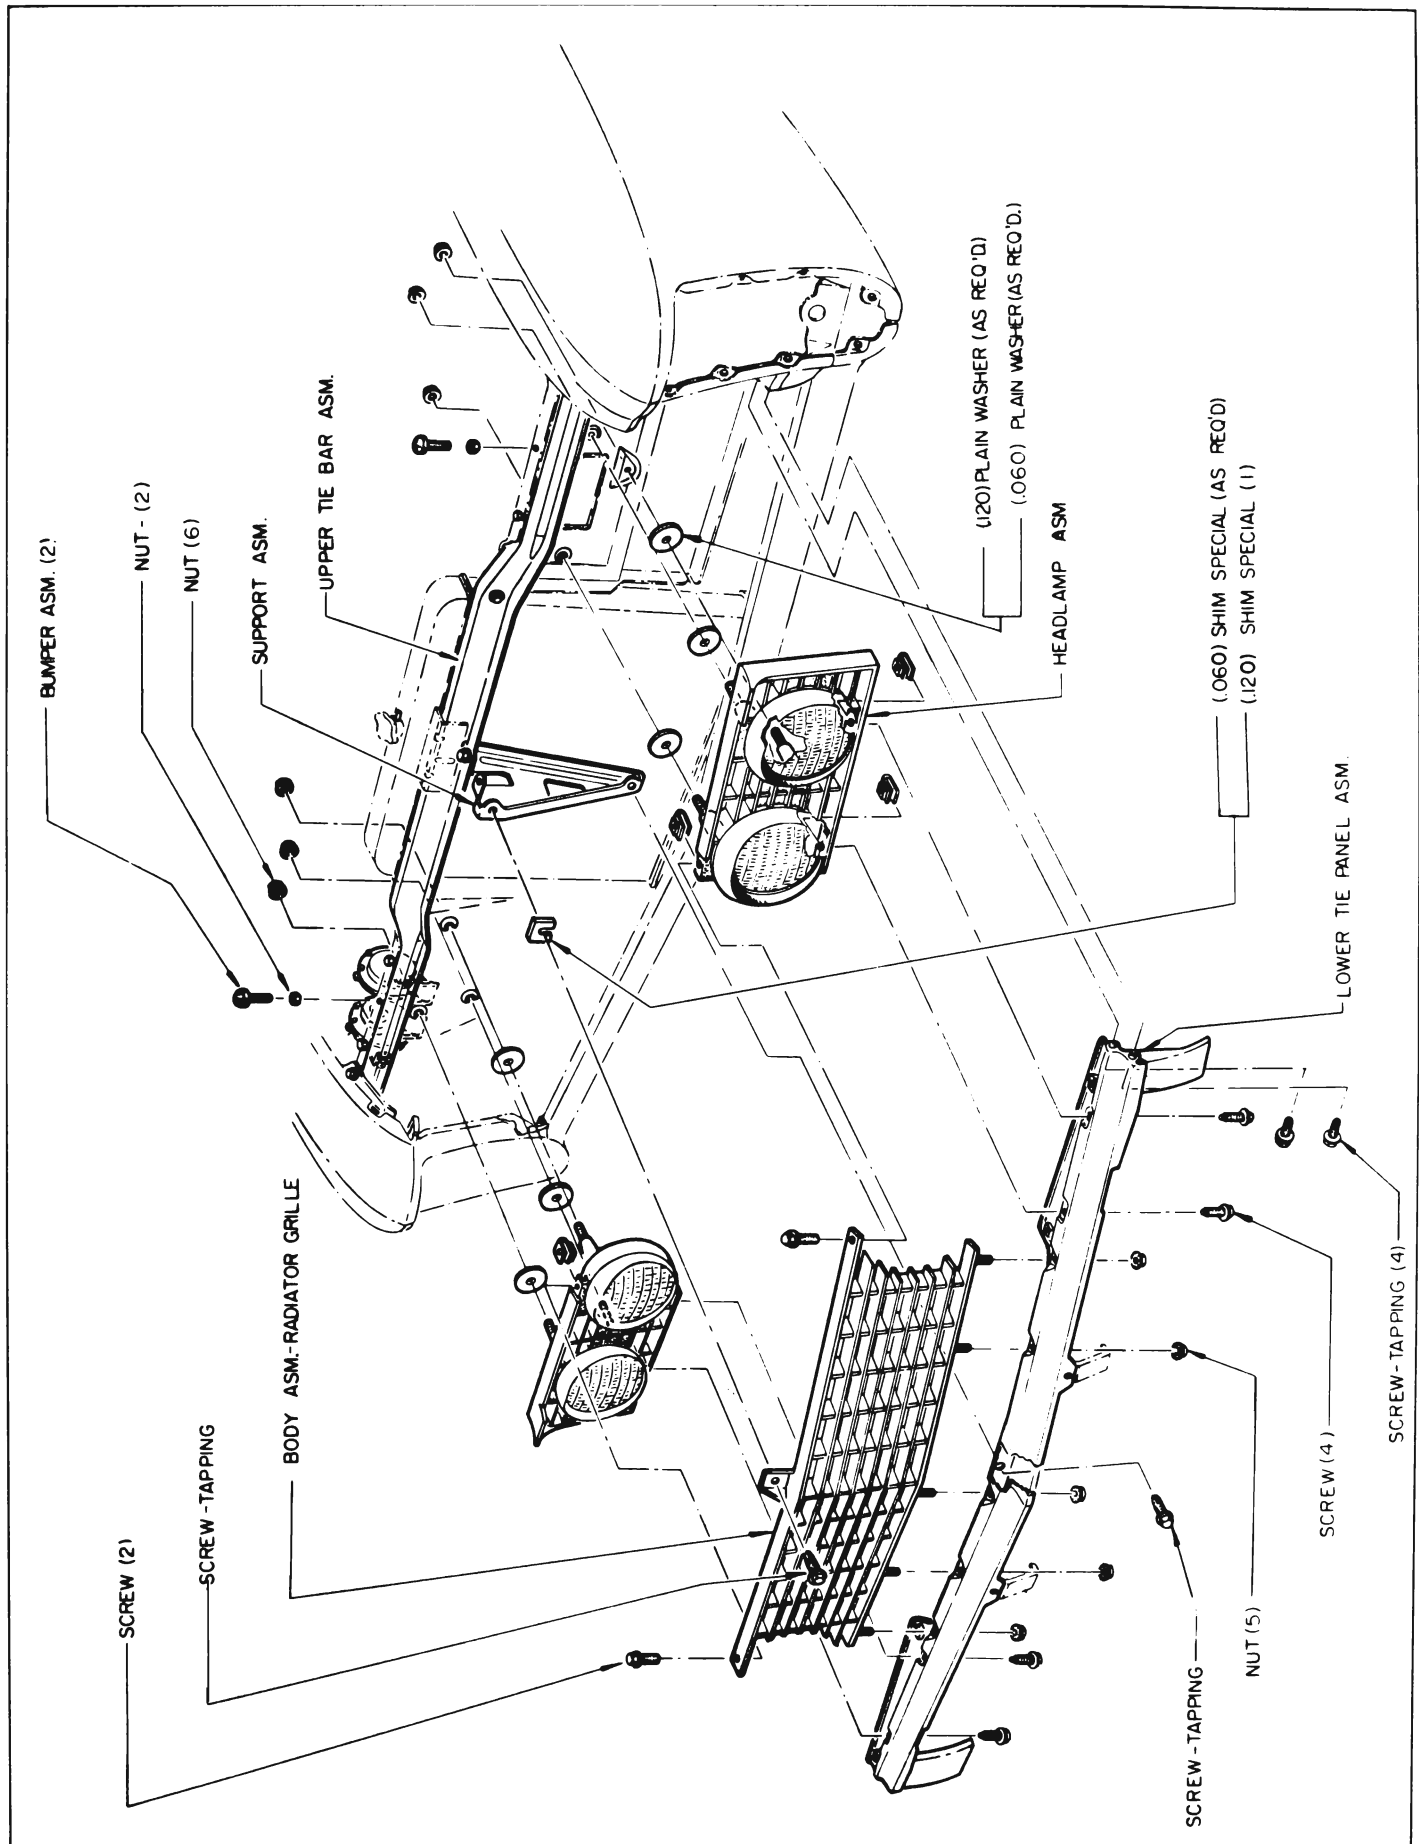 BUMPER ASM. (2)
NUT - (2)
NUT (6)
SUPPORT ASM.
UPPER TIE BAR ASM.
(.120) PLAIN WASHER (AS REQ'D)
(.060) PLAIN WASHER (AS REQ'D.)
HEADLAMP ASM
(.060) SHIM SPECIAL (AS REQ'D)
(.120) SHIM SPECIAL (1)
LOWER TIE PANEL ASM.
SCREW (2)
SCREW-TAPPING
BODY ASM.-RADIATOR GRILLE
SCREW-TAPPING
NUT (5)
SCREW (4)
SCREW-TAPPING (4)